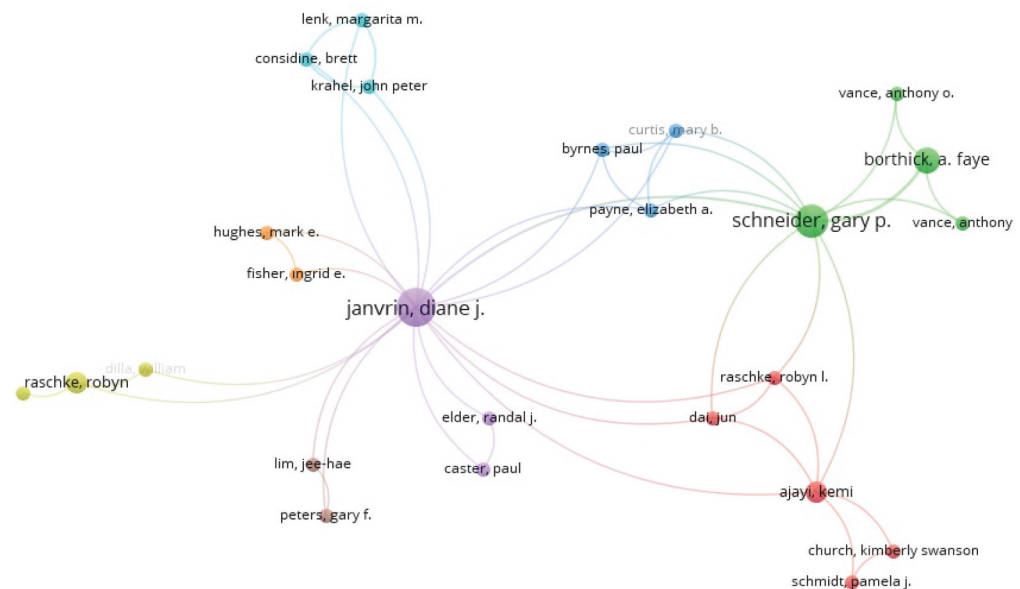 lenk, margarita m.
considine, brett
krahel, john peter
vance, anthony o.
curtis, mary b.
byrnes, paul
borthick, a. faye
payne, elizabeth a.
schneider, gary p.
vance, anthony
hughes, mark e.
fisher, ingrid e.
janvrin, diane j.
dilla, william
raschke, robyn
raschke, robyn l.
elder, randal j.
dai, jun
lim, jee-hae
caster, paul
ajayi, kemi
peters, gary f.
church, kimberly swanson
schmidt, pamela j.